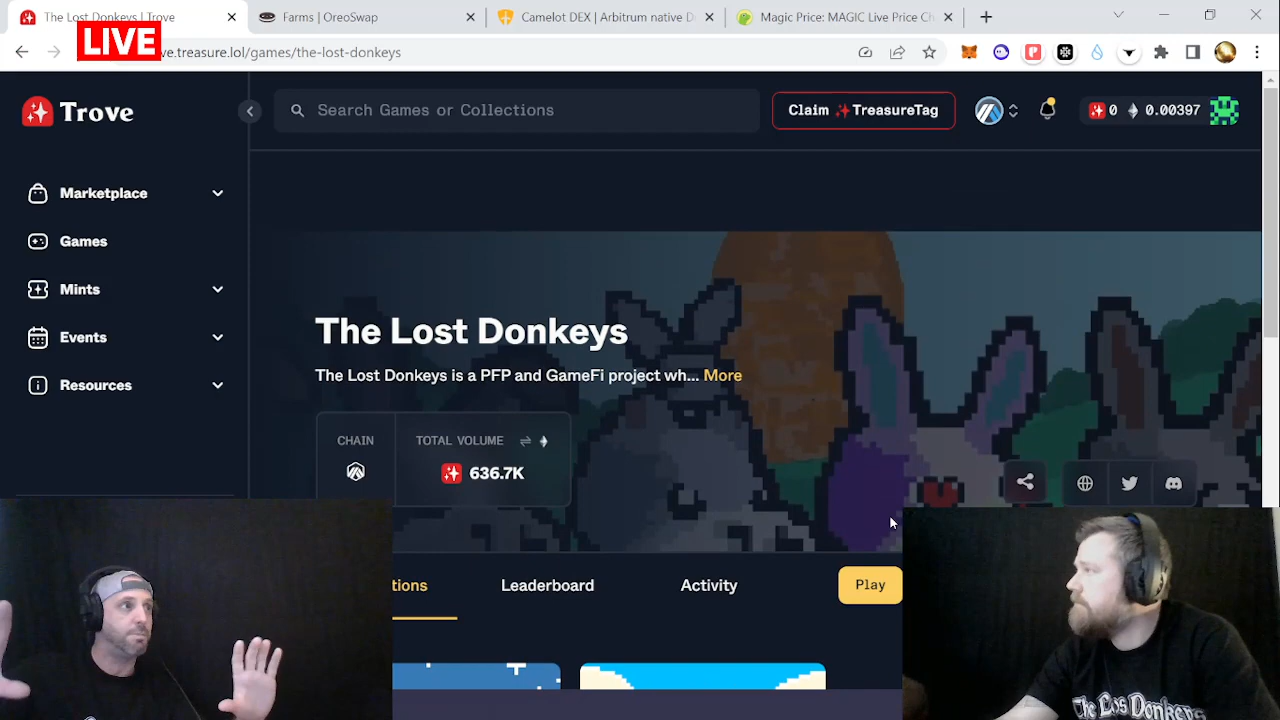 The Lost Donkeys | Trove
Farms | OreoSwap
Camelot DEX | Arbitrum native D
Magic Price: MAGIC Live Price Ch
LIVE
ve.treasure.lol/games/the-lost-donkeys
Trove
Search Games or Collections
Claim TreasureTag
0
0.00397
Marketplace
Games
Mints
Events
Resources
The Lost Donkeys
The Lost Donkeys is a PFP and GameFi project wh... More
CHAIN
TOTAL VOLUME
636.7K
tions
Leaderboard
Activity
Play
The Los Donkeys